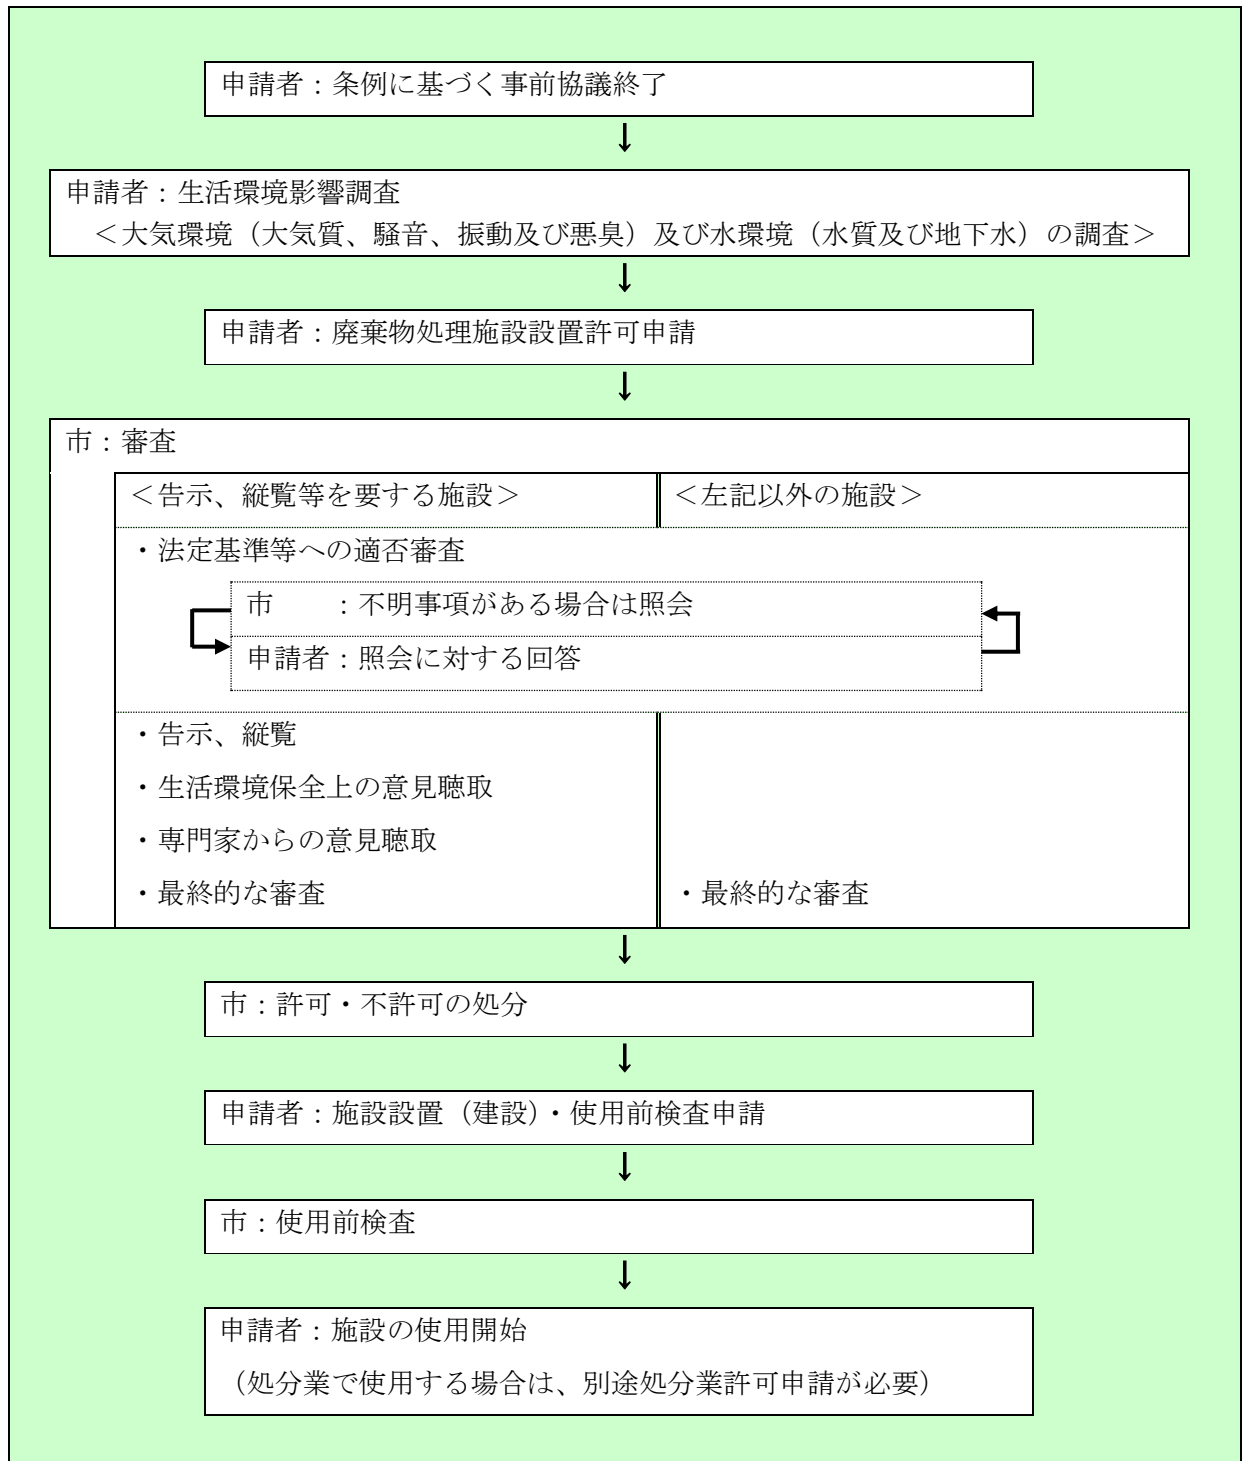 申請者：条例に基づく事前協議終了
↓
申請者：生活環境影響調査
＜大気環境（大気質、騒音、振動及び悪臭）及び水環境（水質及び地下水）の調査＞
↓
申請者：廃棄物処理施設設置許可申請
↓
市：審査
＜告示、縦覧等を要する施設＞
＜左記以外の施設＞
・法定基準等への適否審査
市　　：不明事項がある場合は照会
申請者：照会に対する回答
・告示、縦覧
・生活環境保全上の意見聴取
・専門家からの意見聴取
・最終的な審査
・最終的な審査
↓
市：許可・不許可の処分
↓
申請者：施設設置（建設）・使用前検査申請
↓
市：使用前検査
↓
申請者：施設の使用開始
（処分業で使用する場合は、別途処分業許可申請が必要）